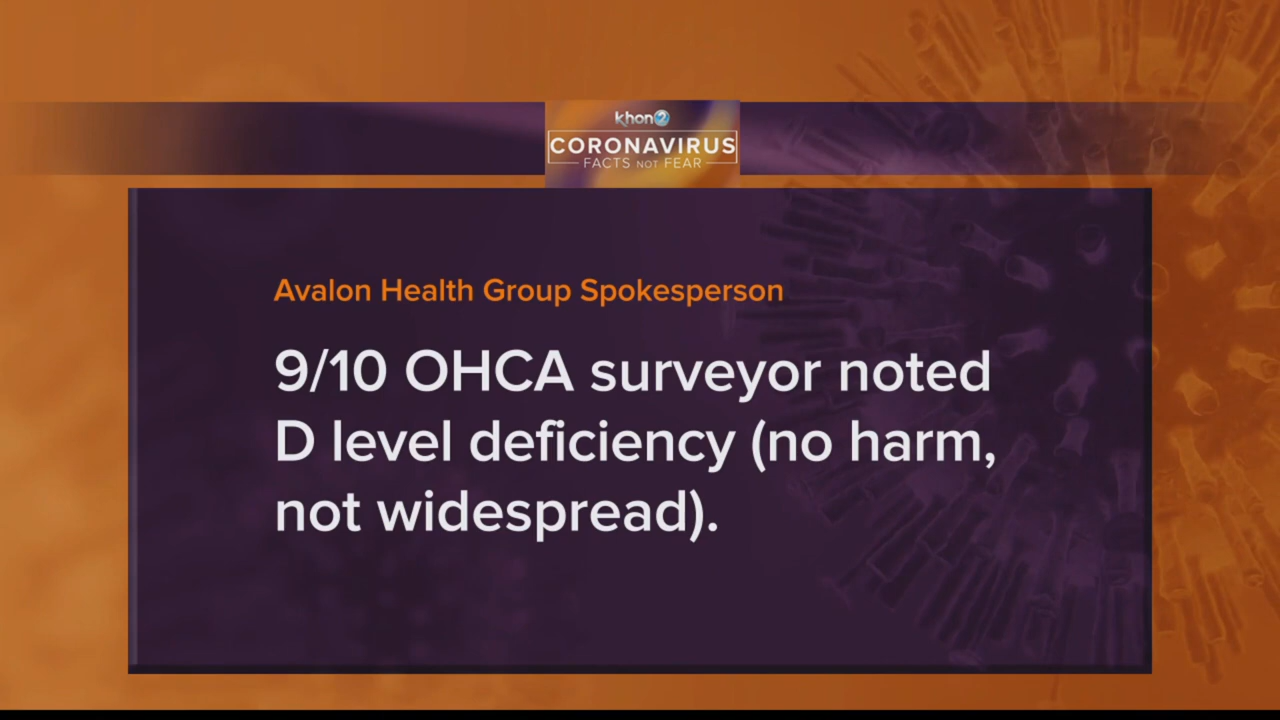 khon2
CORONAVIRUS
FACTS NOT FEAR
Avalon Health Group Spokesperson
9/10 OHCA surveyor noted
D level deficiency (no harm,
not widespread).